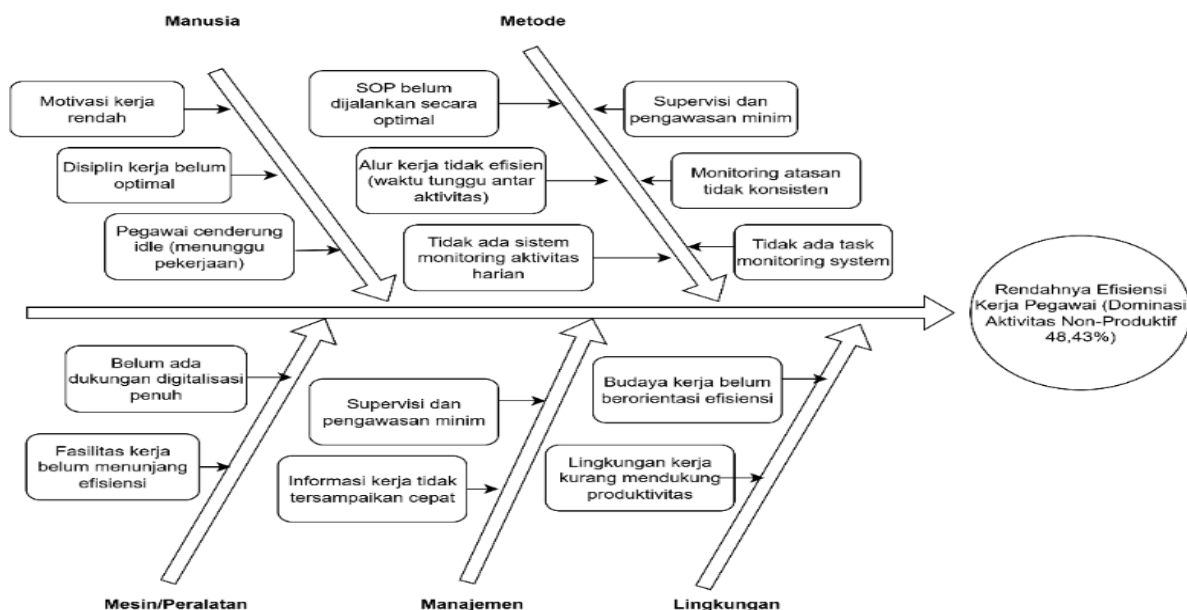 Manusia
Metode
Motivasi kerja
rendah
Disiplin kerja belum
optimal
Pegawai cenderung
idle (menunggu
pekerjaan)
SOP belum
dijalankan secara
optimal
Alur kerja tidak efisien
(waktu tunggu antar
aktivitas)
Tidak ada sistem
monitoring aktivitas
harian
Supervisi dan
pengawasan minim
Monitoring atasan
tidak konsisten
Tidak ada task
monitoring system
Rendahnya Efisiensi
Kerja Pegawai (Dominasi
Aktivitas Non-Produktif
48,43%)
Belum ada
dukungan digitalisasi
penuh
Fasilitas kerja
belum menunjang
efisiensi
Supervisi dan
pengawasan minim
Informasi kerja tidak
tersampaikan cepat
Budaya kerja belum
berorientasi efisiensi
Lingkungan kerja
kurang mendukung
produktivitas
Mesin/Peralatan
Manajemen
Lingkungan